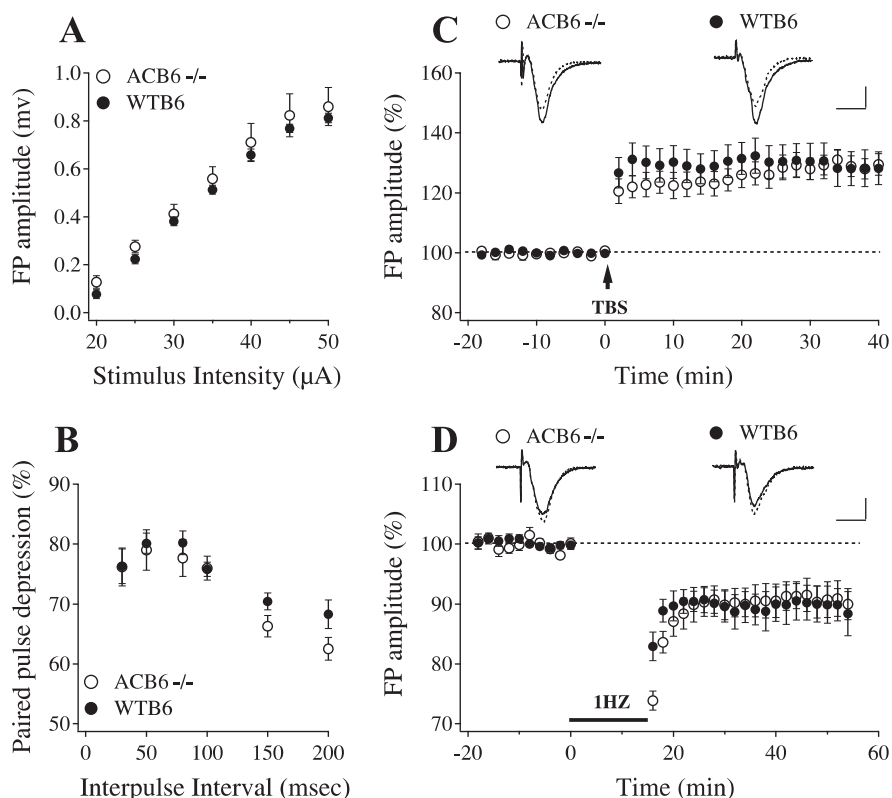 A
ACB6 -/-
WTB6
FP amplitude (mv)
1.0
0.8
0.6
0.4
0.2
0.0
20
30
40
50
Stimulus Intensity (µA)
C
ACB6 -/-
WTB6
FP amplitude (%)
160
140
120
100
80
TBS
-20
-10
0
10
20
30
40
Time (min)
B
Paired pulse depression (%)
90
80
70
60
50
ACB6 -/-
WTB6
0
50
100
150
200
Interpulse Interval (msec)
D
ACB6 -/-
WTB6
FP amplitude (%)
110
100
90
80
70
1HZ
-20
0
20
40
60
Time (min)